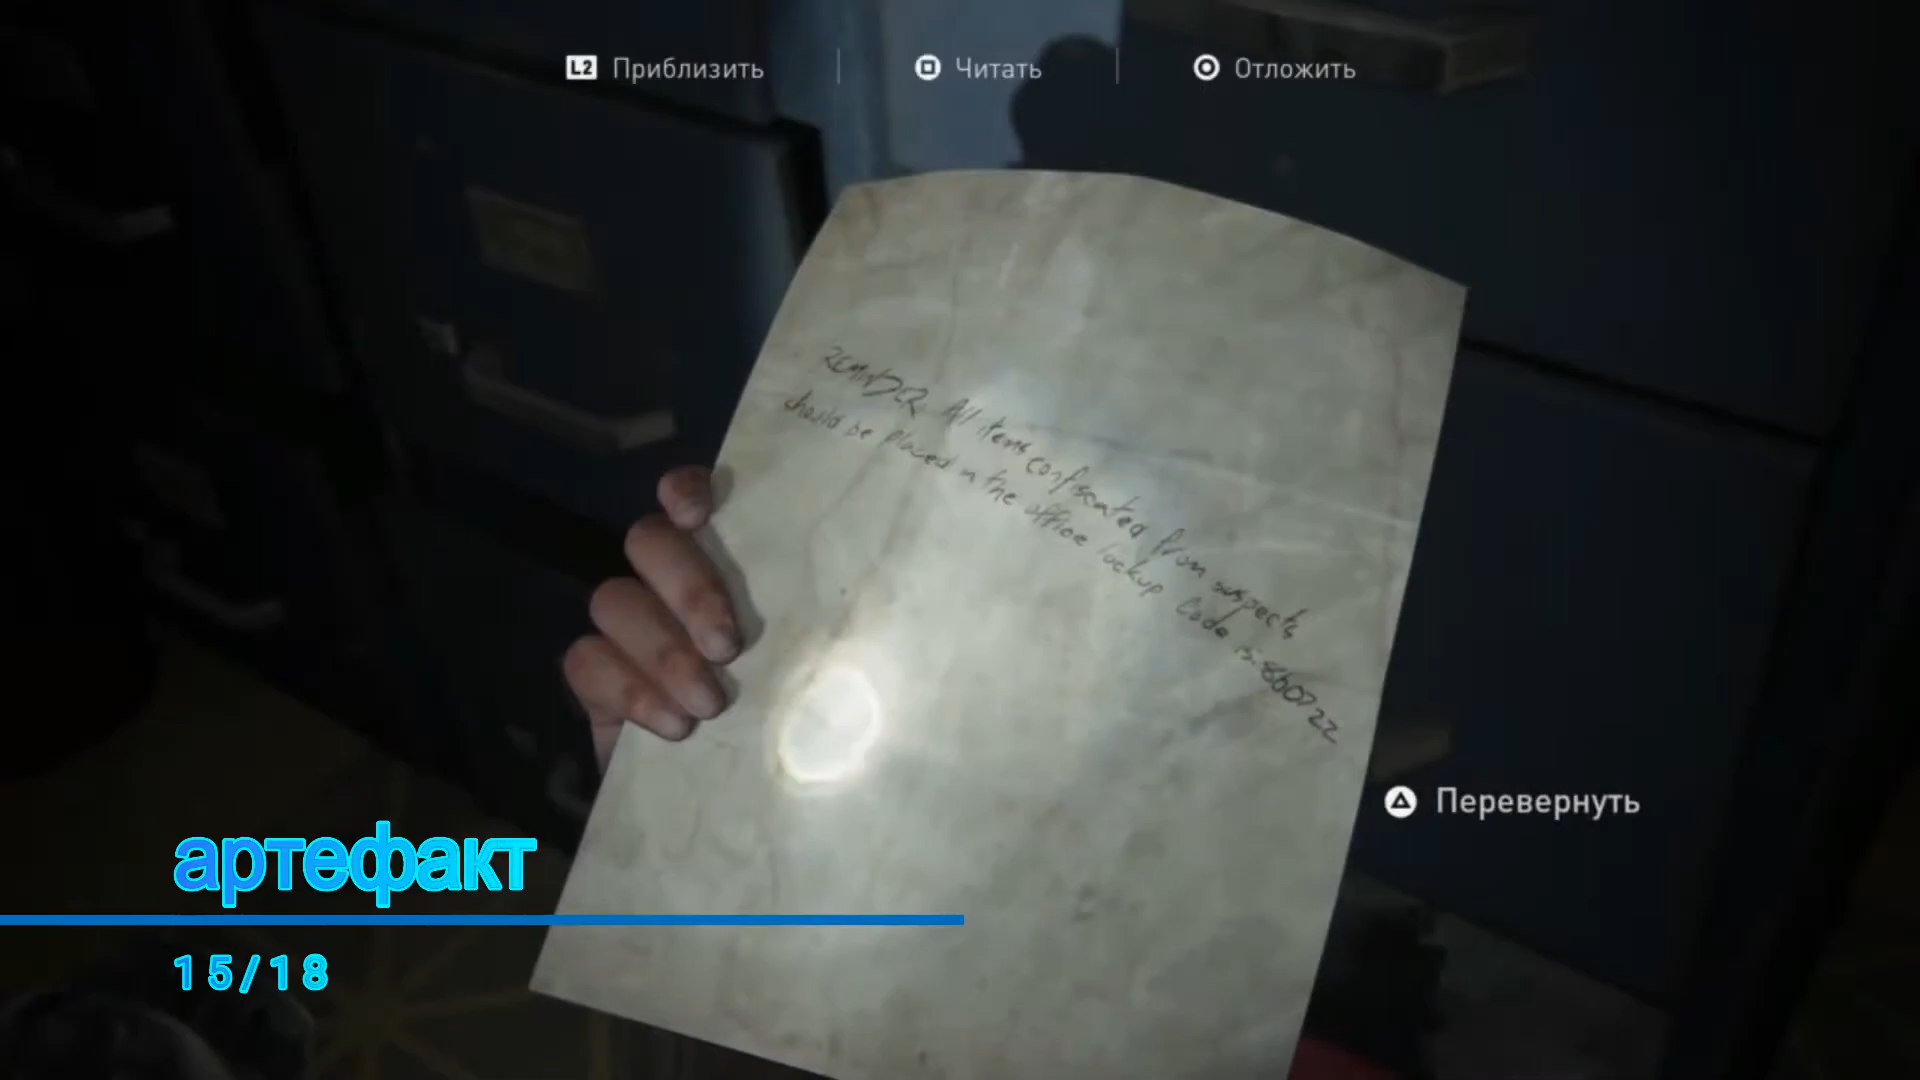 L2 Приблизить
Читать
Отложить
REMINDER: All items confiscated from suspects
should be placed in the office lockup Code is: 860722
Перевернуть
артефакт
15/18